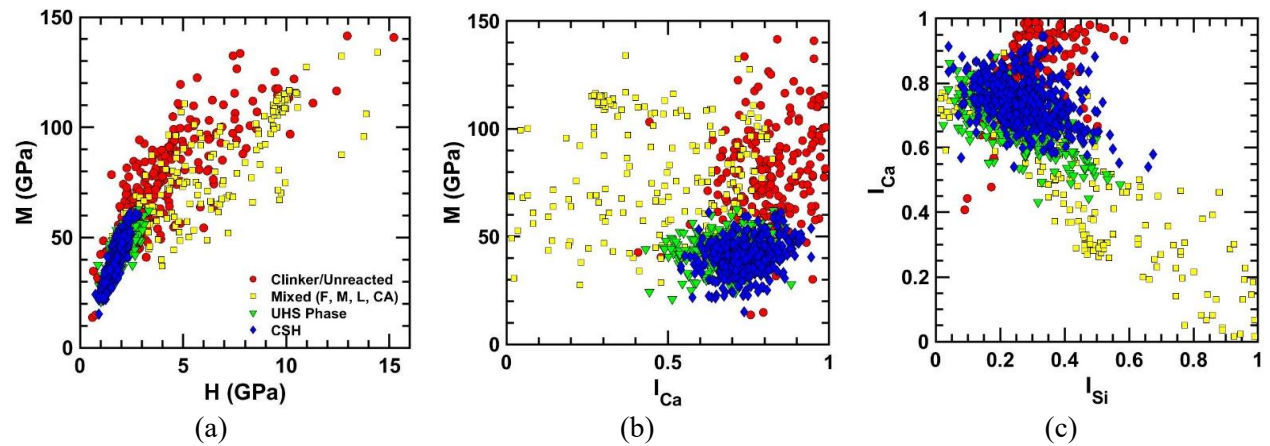 150
100
50
0
0
5
10
15
M (GPa)
H (GPa)
Clinker/Unreacted
Mixed (F, M, L, CA)
UHS Phase
CSH
(a)
150
100
50
0
0
0.5
1
M (GPa)
I_Ca
(b)
1
0.8
0.6
0.4
0.2
0
0
0.2
0.4
0.6
0.8
1
I_Ca
I_Si
(c)